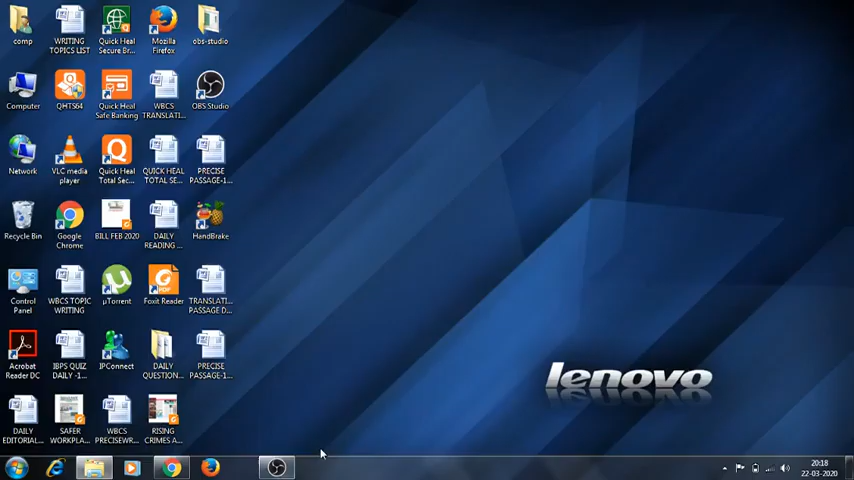 comp
WRITING
TOPICS LIST
Quick Heal
Secure Br...
Mozilla
Firefox
obs-studio
Computer
QHTS64
Quick Heal
Safe Banking
WBCS
TRANSLATI...
OBS Studio
Network
VLC media
player
Quick Heal
Total Sec...
QUICK HEAL
TOTAL SE...
PRECISE
PASSAGE-1...
Recycle Bin
Google
Chrome
BILL FEB 2020
DAILY
READING ...
HandBrake
Control
Panel
WBCS TOPIC
WRITING
µTorrent
PDF
Foxit Reader
TRANSLATI...
PASSAGE D...
Acrobat
Reader DC
IBPS QUIZ
DAILY -1...
IPConnect
DAILY
QUESTION...
PRECISE
PASSAGE-1...
DAILY
EDITORIAL...
SAFER
WORKPLA...
WBCS
PRECISEWR...
RISING
CRIMES A...
lenovo
20:18
22-03-2020